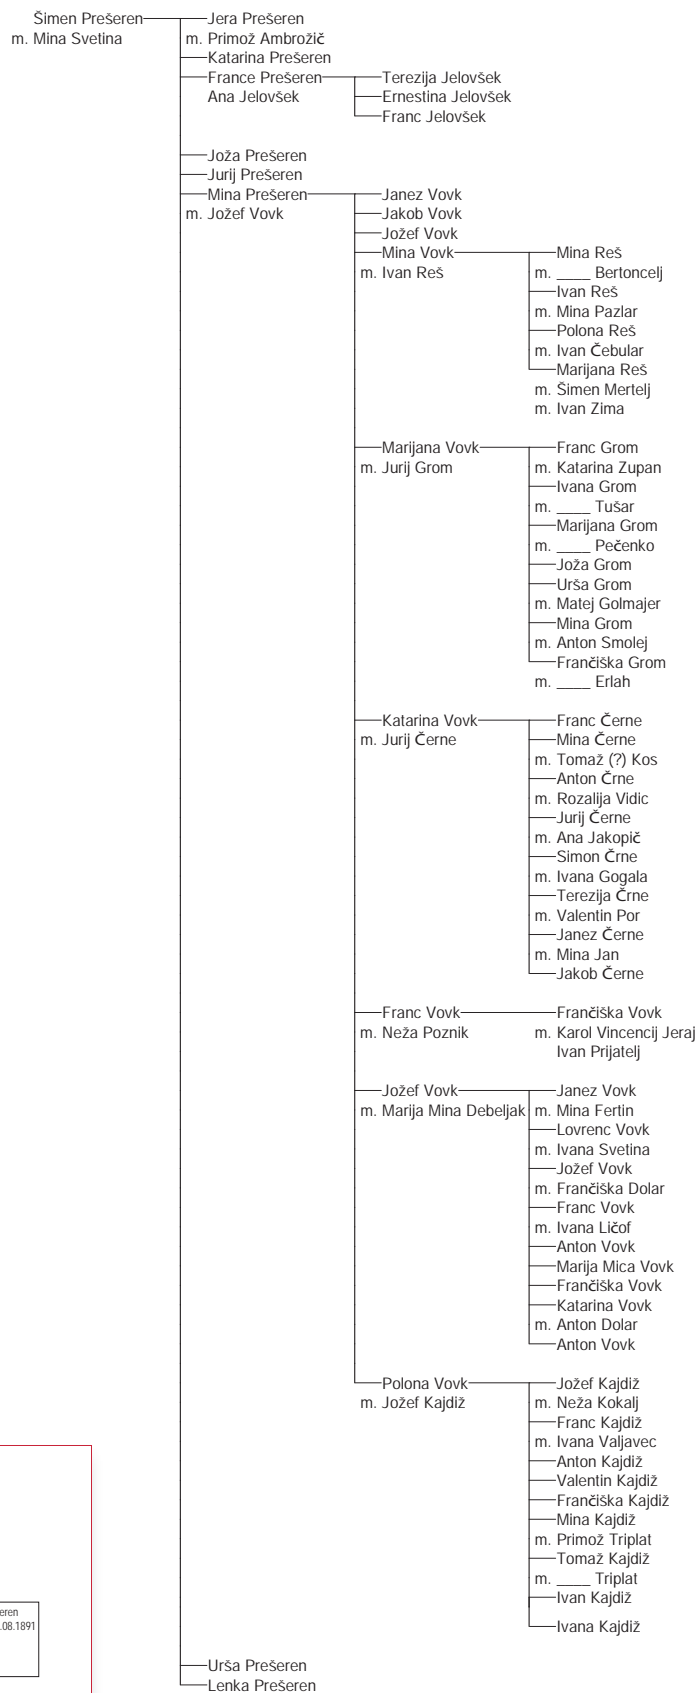 Šimen Prešeren
m. Mina Svetina
Jera Prešeren
m. Primož Ambrožič
Katarina Prešeren
France Prešeren
Ana Jelovšek
Terezija Jelovšek
Ernestina Jelovšek
Franc Jelovšek
Joža Prešeren
Jurij Prešeren
Mina Prešeren
m. Jožef Vovk
Janez Vovk
Jakob Vovk
Jožef Vovk
Mina Vovk
m. Ivan Reš
Mina Reš
m. ____ Bertoncelj
Ivan Reš
m. Mina Pazlar
Polona Reš
m. Ivan Čebular
Marijana Reš
m. Šimen Mertelj
m. Ivan Zima
Marijana Vovk
m. Jurij Grom
Franc Grom
m. Katarina Zupan
Ivana Grom
m. ____ Tušar
Marijana Grom
m. ____ Pečenko
Joža Grom
Urša Grom
m. Matej Golmajer
Mina Grom
m. Anton Smolej
Frančiška Grom
m. ____ Erlah
Katarina Vovk
m. Jurij Černe
Franc Černe
Mina Černe
m. Tomaž (?) Kos
Anton Črne
m. Rozalija Vidic
Jurij Černe
m. Ana Jakopič
Simon Črne
m. Ivana Gogala
Terezija Črne
m. Valentin Por
Janez Černe
m. Mina Jan
Jakob Černe
Franc Vovk
m. Neža Poznik
Frančiška Vovk
m. Karol Vincencij Jeraj
Ivan Prijatelj
Jožef Vovk
m. Marija Mina Debeljak
Janez Vovk
m. Mina Fertin
Lovrenc Vovk
m. Ivana Svetina
Jožef Vovk
m. Frančiška Dolar
Franc Vovk
m. Ivana Ličof
Anton Vovk
Marija Mica Vovk
Frančiška Vovk
Katarina Vovk
m. Anton Dolar
Anton Vovk
Polona Vovk
m. Jožef Kajdiž
Jožef Kajdiž
m. Neža Kokalj
Franc Kajdiž
m. Ivana Valjavec
Anton Kajdiž
Valentin Kajdiž
Frančiška Kajdiž
Mina Kajdiž
m. Primož Triplat
Tomaž Kajdiž
m. ____ Triplat
Ivan Kajdiž
Ivana Kajdiž
Urša Prešeren
Lenka Prešeren
eren
.08.1891